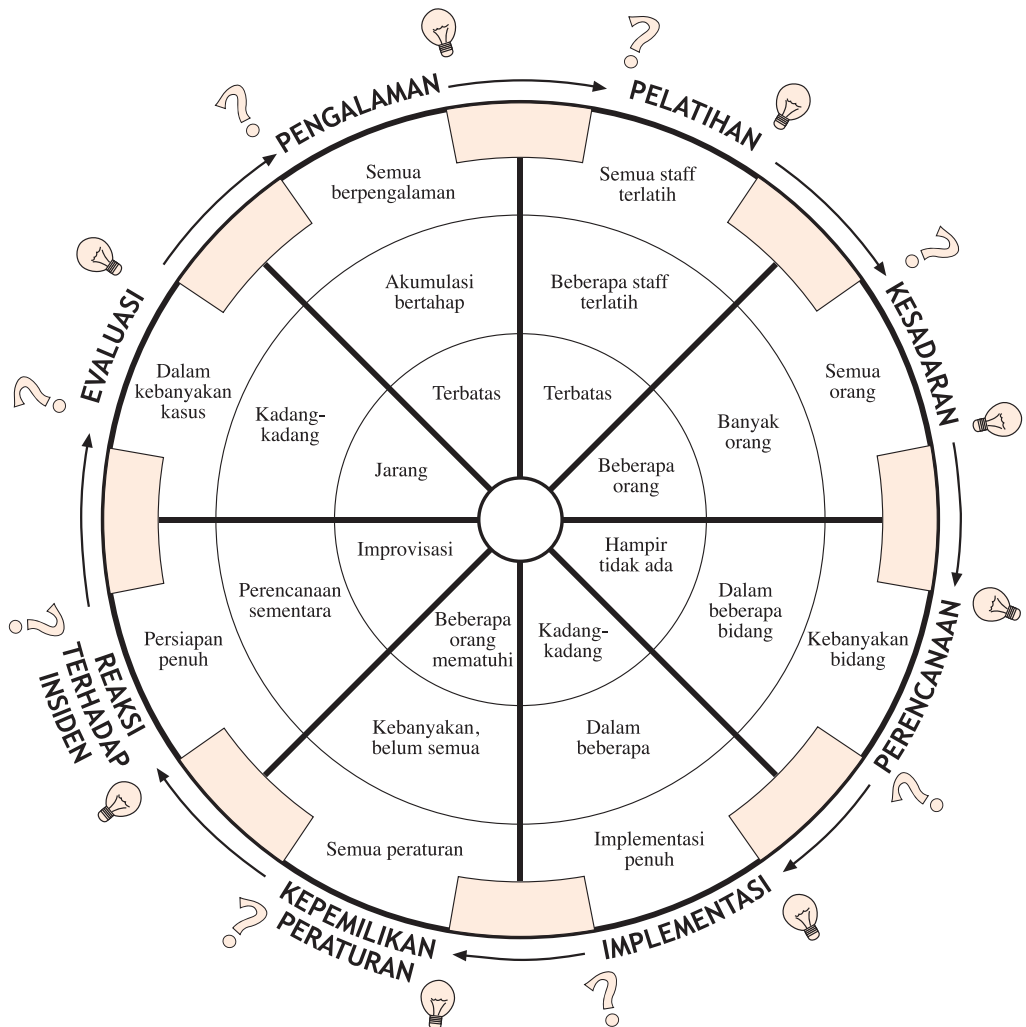 PENGALAMAN
Semua
berpengalaman
Akumulasi
bertahap
Terbatas
PELATIHAN
Semua staff
terlatih
Beberapa staff
terlatih
Terbatas
KESADARAN
Semua
orang
Banyak
orang
Beberapa
orang
PERENCANAAN
Hampir
tidak ada
Dalam
beberapa
bidang
Kebanyakan
bidang
IMPLEMENTASI
Kadang-
kadang
Dalam
beberapa
Implementasi
penuh
KEPEMILIKAN
PERATURAN
Beberapa
orang
mematuhi
Kebanyakan,
belum semua
Semua peraturan
REAKSI
TERHADAP
INSIDEN
Improvisasi
Perencanaan
sementara
Persiapan
penuh
EVALUASI
Dalam
kebanyakan
kasus
Kadang-
kadang
Jarang
? ? ? ? ? ? ? ?